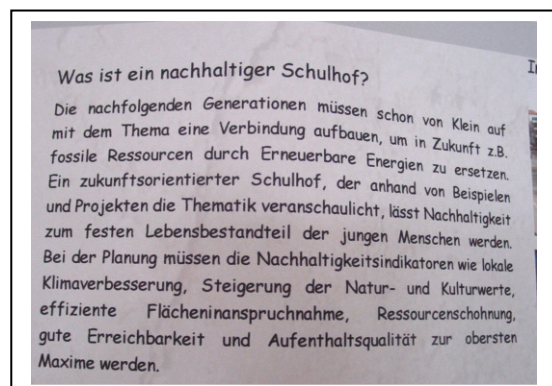 Was ist ein nachhaltiger Schulhof?
Die nachfolgenden Generationen müssen schon von Klein auf
mit dem Thema eine Verbindung aufbauen, um in Zukunft z.B.
fossile Ressourcen durch Erneuerbare Energien zu ersetzen.
Ein zukunftsorientierter Schulhof, der anhand von Beispielen
und Projekten die Thematik veranschaulicht, lässt Nachhaltigkeit
zum festen Lebensbestandteil der jungen Menschen werden.
Bei der Planung müssen die Nachhaltigkeitsindikatoren wie lokale
Klimaverbesserung, Steigerung der Natur- und Kulturwerte,
effiziente Flächeninanspruchnahme, Ressourcenschohnung,
gute Erreichbarkeit und Aufenthaltsqualität zur obersten
Maxime werden.